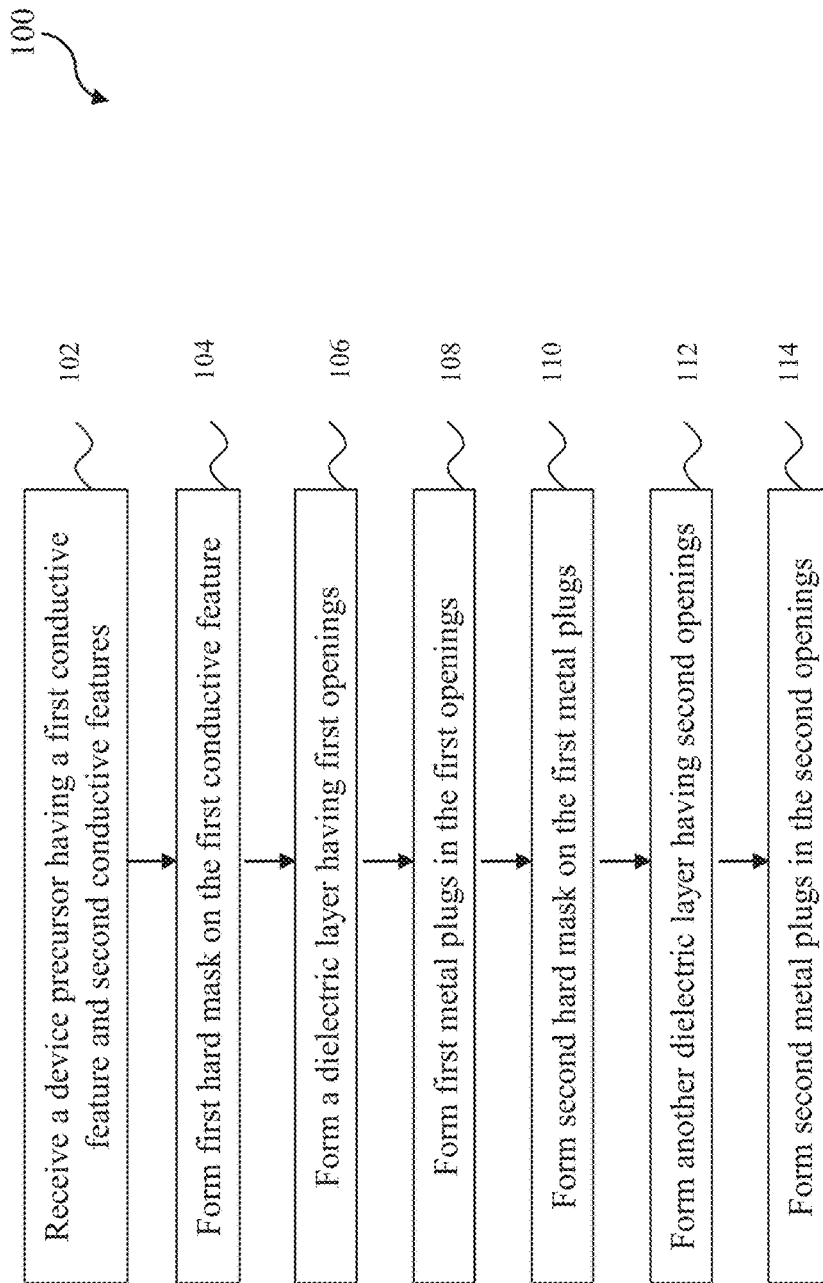 100
Receive a device precursor having a first conductive
feature and second conductive features
102
Form first hard mask on the first conductive feature
104
Form a dielectric layer having first openings
106
Form first metal plugs in the first openings
108
Form second hard mask on the first metal plugs
110
Form another dielectric layer having second openings
112
Form second metal plugs in the second openings
114